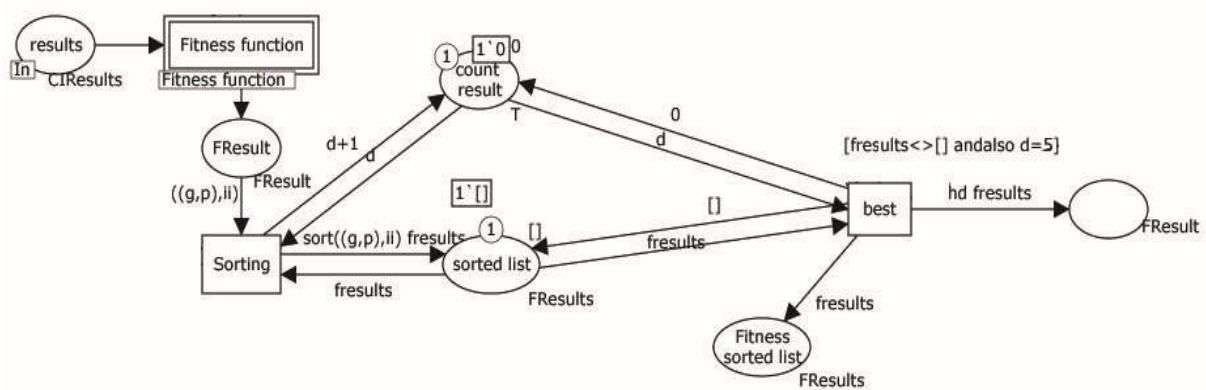 results
In
CIResults
Fitness function
Fitness function
FResult
FResult
((g,p),ii)
Sorting
d+1
d
1
1`0
0
count
result
T
0
d
[fresults<>[] andalso d=5}
1`[]
1
[]
[]
sort((g,p),ii) fresults
sorted list
fresults
fresults
FResults
best
hd fresults
FResult
fresults
Fitness
sorted list
FResults